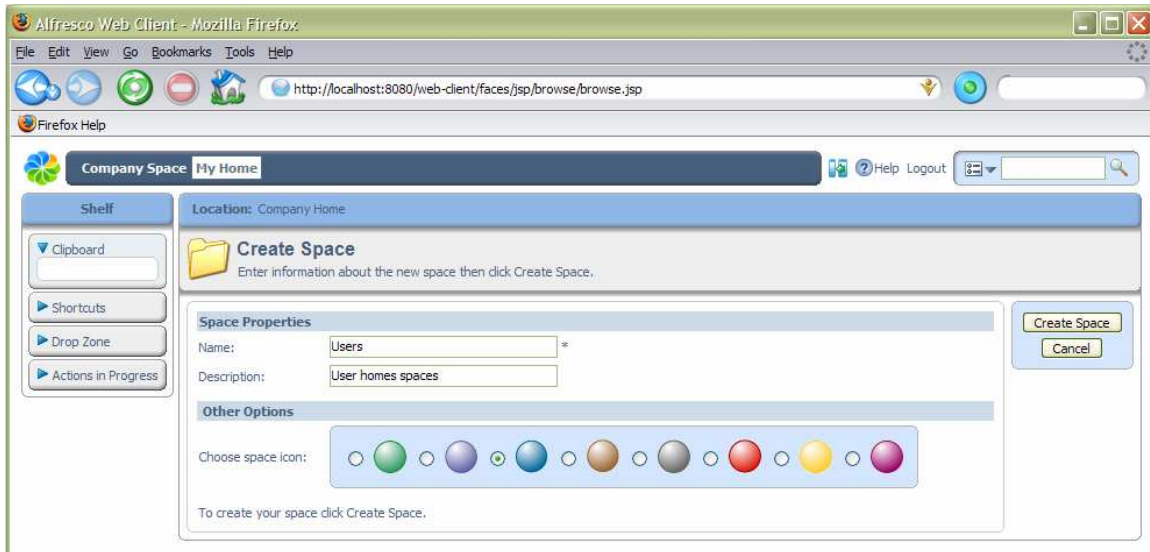 Alfresco Web Client - Mozilla Firefox
File Edit View Go Bookmarks Tools Help
http://localhost:8080/web-client/faces/jsp/browse/browse.jsp
Firefox Help
Company Space My Home Help Logout
Shelf
Location: Company Home
Clipboard
Create Space
Enter information about the new space then click Create Space.
Shortcuts
Drop Zone
Actions in Progress
Space Properties
Name: Users *
Description: User homes spaces
Other Options
Choose space icon:
To create your space click Create Space.
Create Space
Cancel